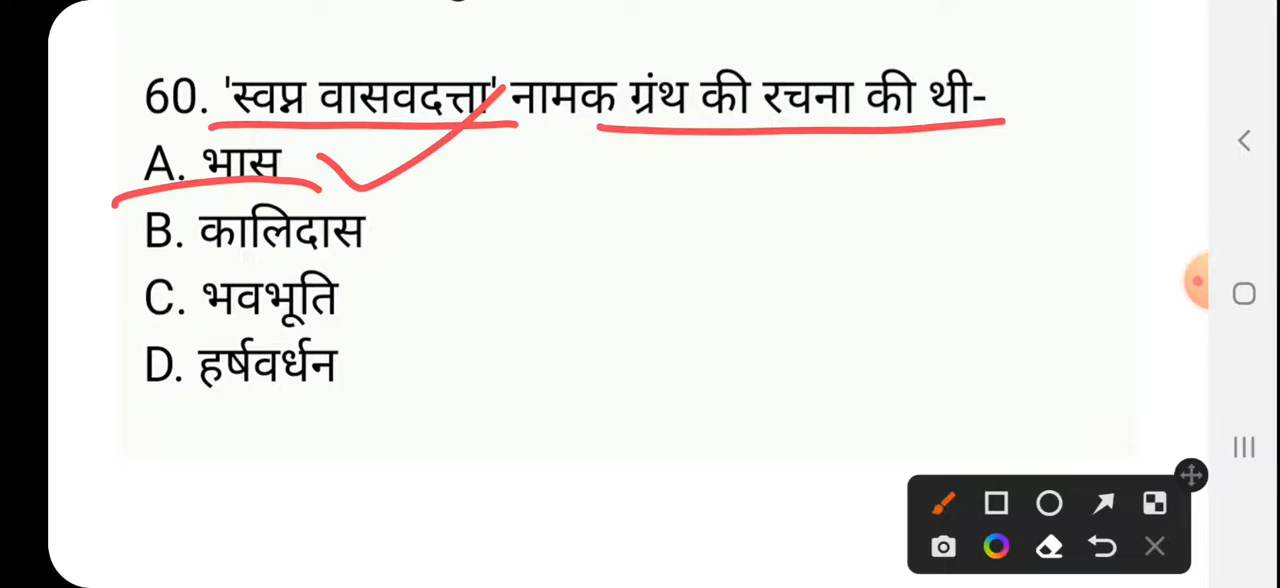 60. 'स्वप्न वासवदत्ता' नामक ग्रंथ की रचना की थी-
A. भास
B. कालिदास
C. भवभूति
D. हर्षवर्धन